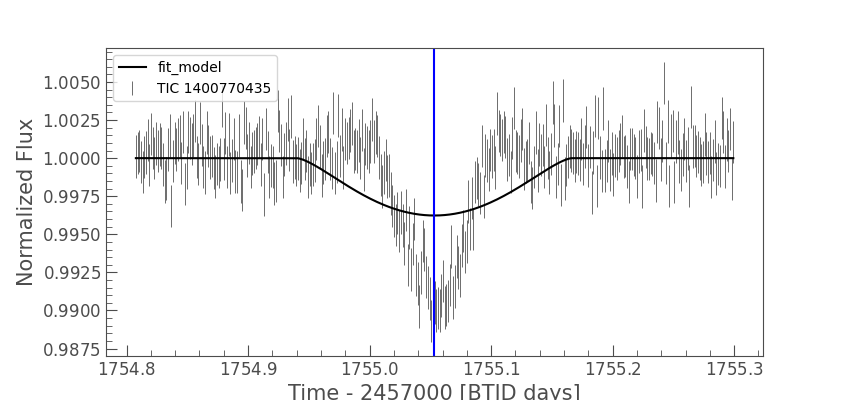 fit_model
TIC 1400770435
Normalized Flux
1.0050
1.0025
1.0000
0.9975
0.9950
0.9925
0.9900
0.9875
1754.8 1754.9 1755.0 1755.1 1755.2 1755.3
Time - 2457000 [BTJD days]